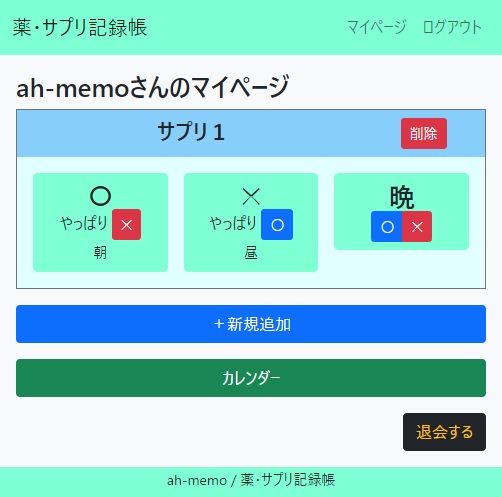 薬・サプリ記録帳 マイページ ログアウト
ah-memoさんのマイページ
サプリ１ 削除
○ × 晩
やっぱり × やっぱり ○ ○ ×
朝 昼
＋新規追加
カレンダー
退会する
ah-memo / 薬・サプリ記録帳